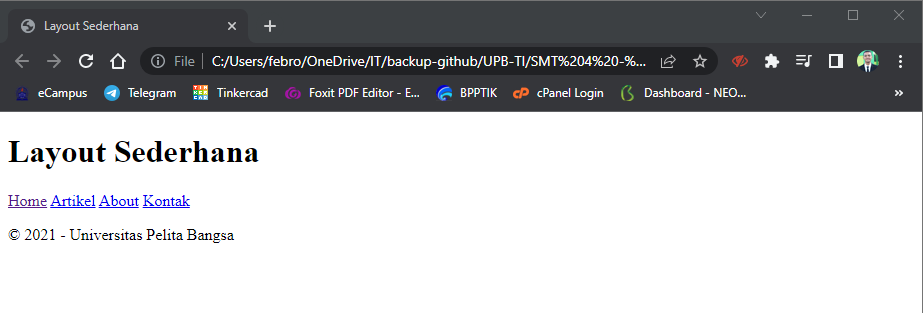 Layout Sederhana
File C:/Users/febro/OneDrive/IT/backup-github/UPB-TI/SMT%204%20-%...
eCampus Telegram Tinkercad Foxit PDF Editor - E... BPPTIK cPanel Login Dashboard - NEO... »
Layout Sederhana
Home Artikel About Kontak
© 2021 - Universitas Pelita Bangsa